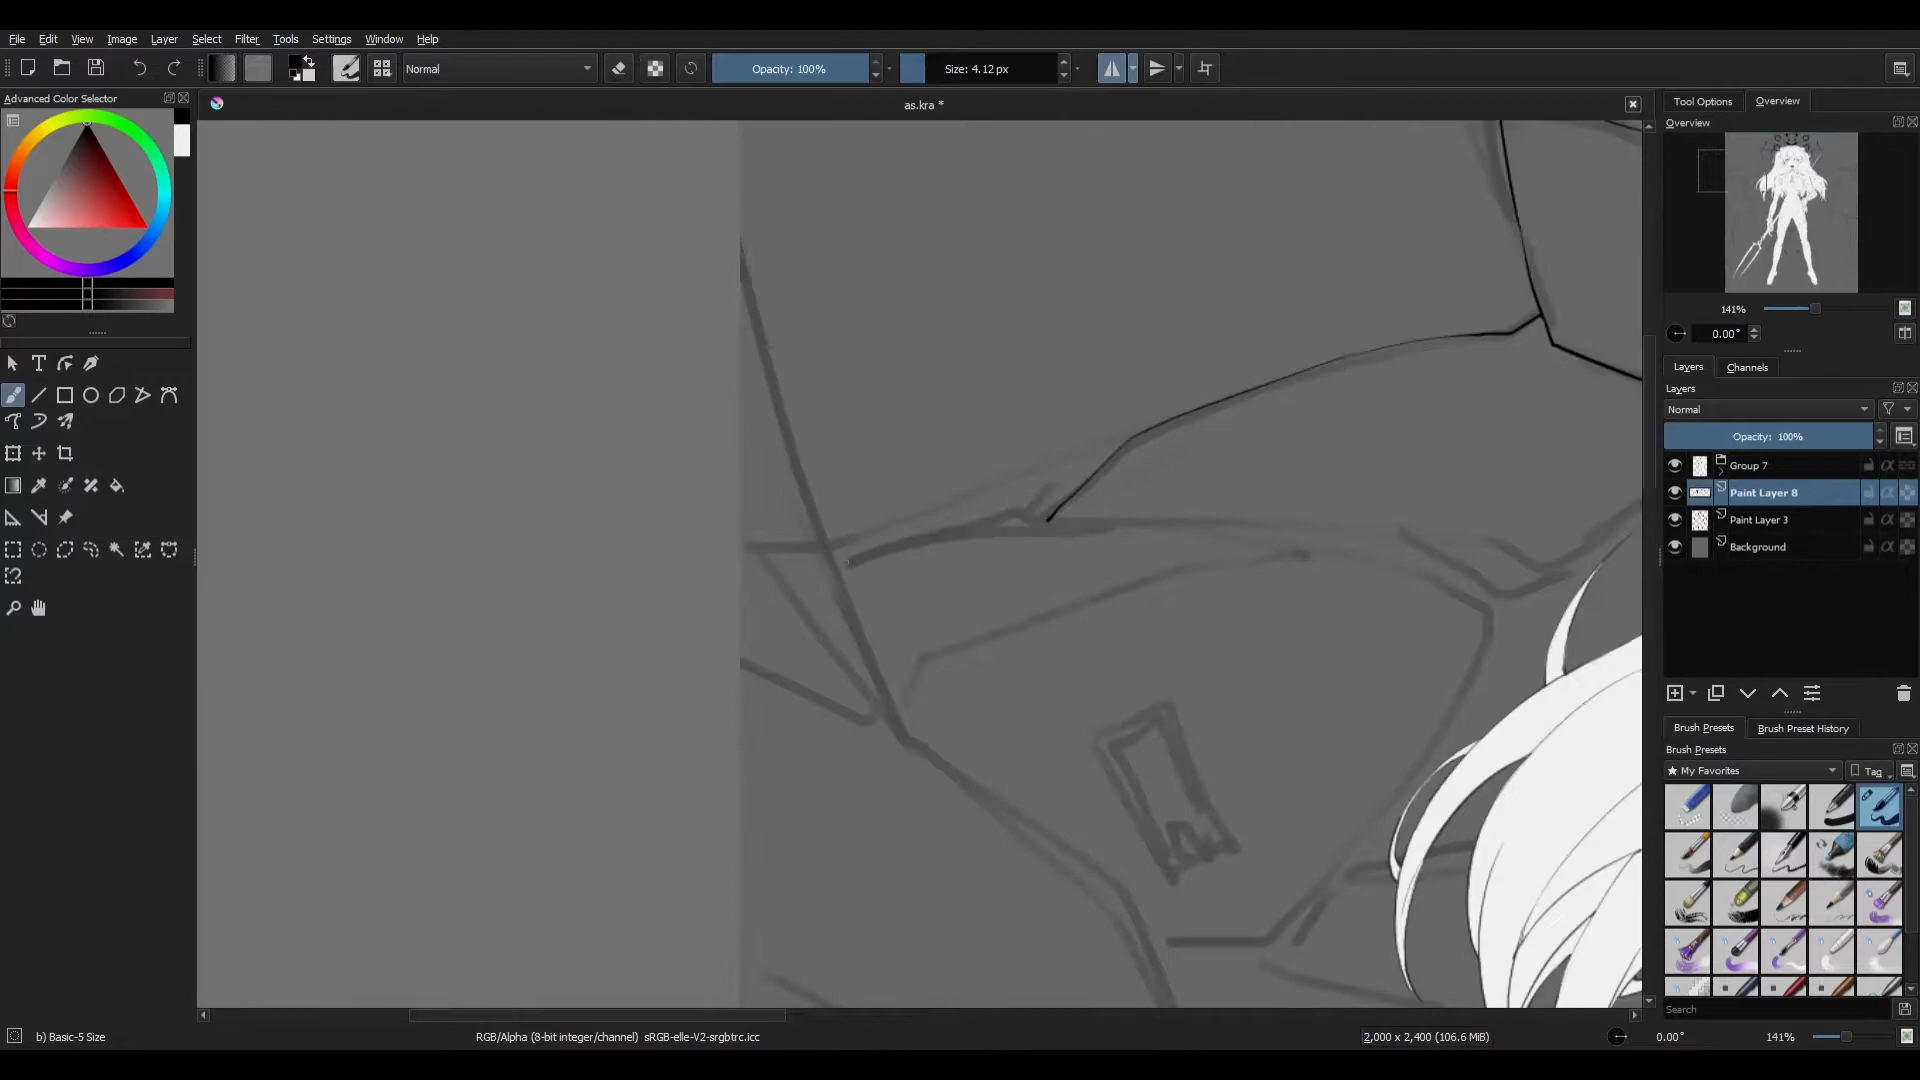 File Edit View Image Layer Select Filter Tools Settings Window Help
Normal Opacity: 100% Size: 4.12 px
Advanced Color Selector
as.kra *
Tool Options Overview
Overview
141%
0.00°
Layers Channels
Layers
Normal
Opacity: 100%
Group 7
Paint Layer 8
Paint Layer 3
Background
Brush Presets Brush Preset History
Brush Presets
★ My Favorites Tag
Search
b) Basic-5 Size RGB/Alpha (8-bit integer/channel) sRGB-elle-V2-srgbtrc.icc 2,000 x 2,400 (106.6 MiB) 0.00° 141%